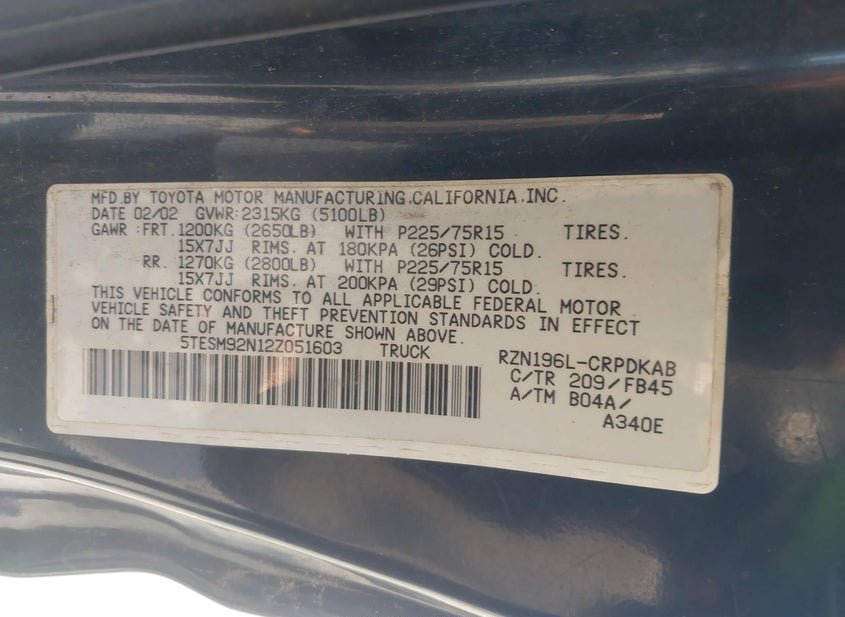 MFD.BY TOYOTA MOTOR MANUFACTURING,CALIFORNIA,INC.
DATE 02/02 GVWR:2315KG (5100LB)
GAWR :FRT. 1200KG (2650LB) WITH P225/75R15 TIRES.
15X7JJ RIMS. AT 180KPA (26PSI) COLD.
RR. 1270KG (2800LB) WITH P225/75R15 TIRES.
15X7JJ RIMS. AT 200KPA (29PSI) COLD.
THIS VEHICLE CONFORMS TO ALL APPLICABLE FEDERAL MOTOR
VEHICLE SAFETY AND THEFT PREVENTION STANDARDS IN EFFECT
ON THE DATE OF MANUFACTURE SHOWN ABOVE.
5TESM92N12Z051603 TRUCK
RZN196L-CRPDKAB
C/TR 209/FB45
A/TM B04A/
A340E